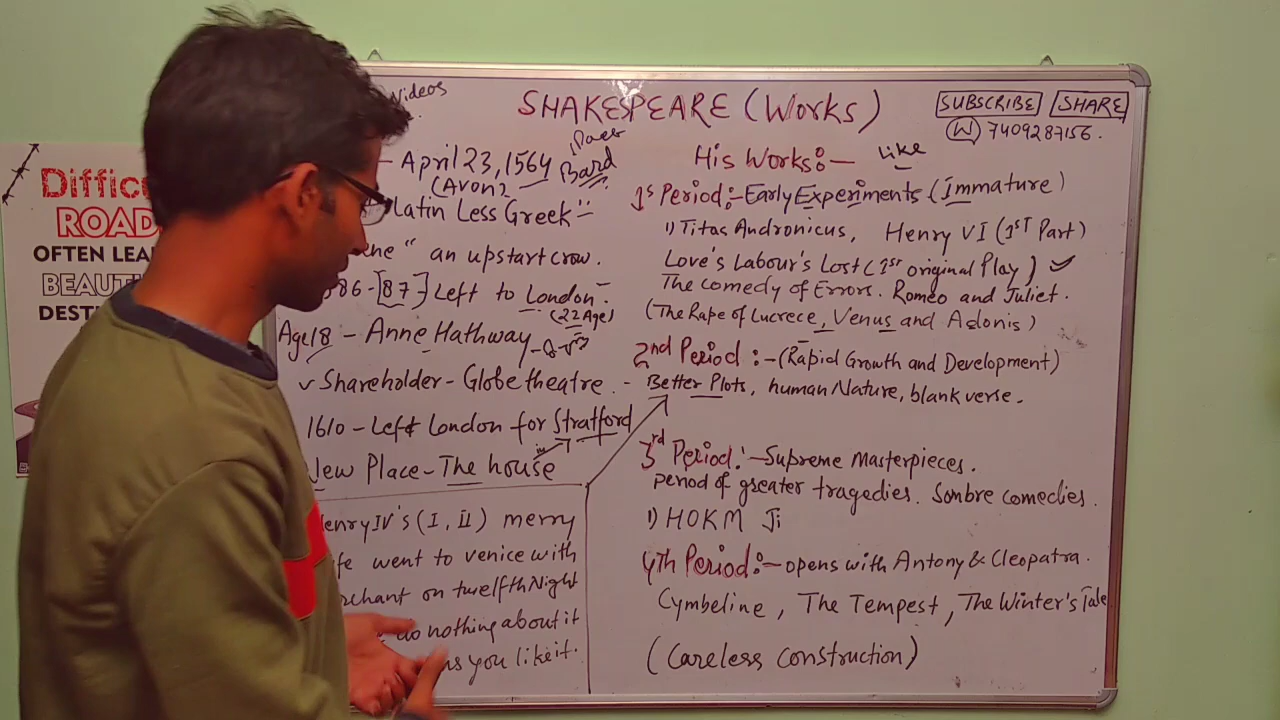 Videos
SHAKESPEARE (Works)
SUBSCRIBE SHARE
(W) 7409287156.
- April 23, 1564 Bard
(Avon)
Latin Less Greek"-
"an upstart crow.
86-[87] Left to London.
(22 Age)
Age 18 - Anne Hathway
✓ Shareholder - Globe theatre.
1610 - Left London for Stratford
New Place - The house in
Henry IV's (I, II) merry
went to venice with
on twelfth Night
do nothing about it
as you like it.
His Works:- Like
1st Period:- Early Experiments (Immature)
1) Titas Andronicus, Henry VI (1ST Part)
Love's Labour's Lost (1st original Play) ✓
The comedy of Errors. Romeo and Juliet.
(The Rape of Lucrece, Venus and Adonis)
2nd Period:- (Rapid Growth and Development)
- Better Plots, human Nature, blank verse.
3rd Period:- Supreme Masterpieces.
period of greater tragedies. Sombre comedies.
1) HOKM Ji
4th Period:- opens with Antony & Cleopatra.
Cymbeline, The Tempest, The Winter's Tale
(Careless construction)
ROAD
OFTEN LEA
BEAUT
DEST